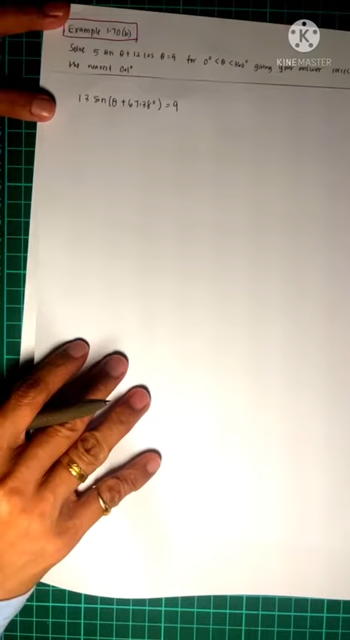 Example 1.70(b)
Solve 5 sin θ + 12 cos θ = 9 for 0° < θ < 360° giving your answer correct
the nearest 0.1°
13 sin(θ + 67.38°) = 9
K
KINEMASTER